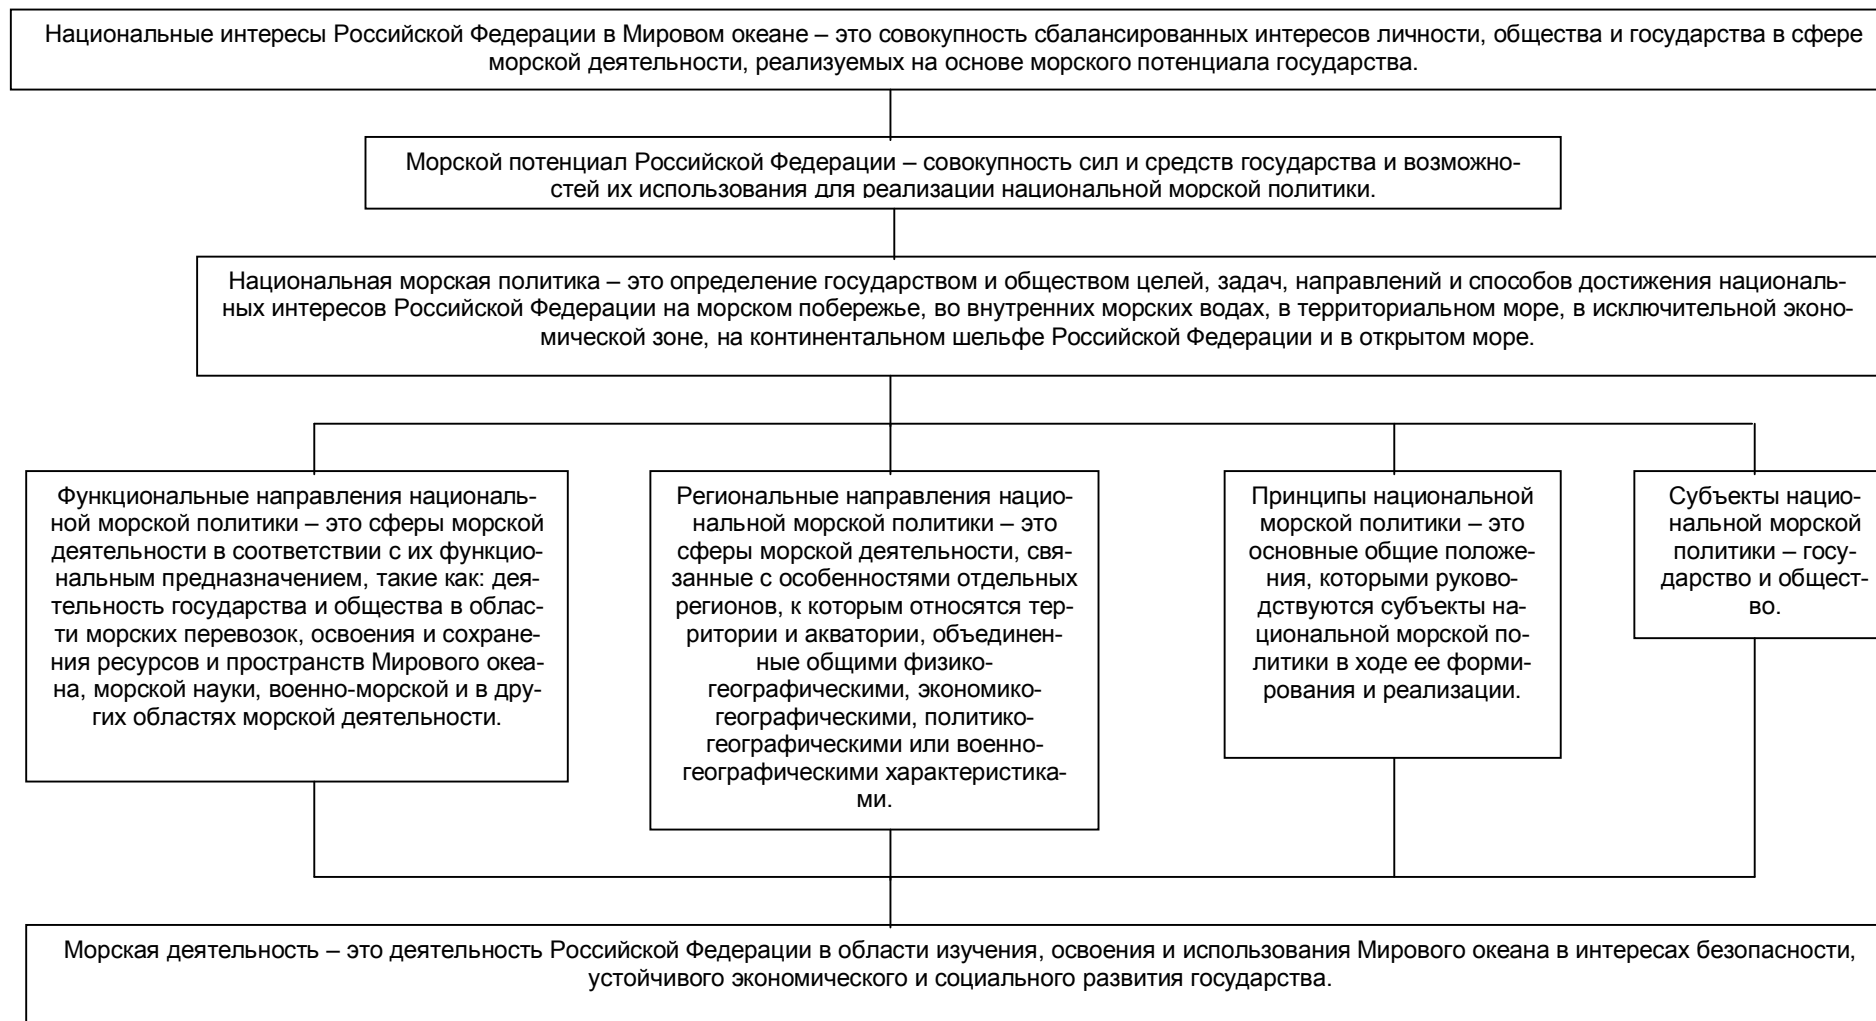 Национальные интересы Российской Федерации в Мировом океане – это совокупность сбалансированных интересов личности, общества и государства в сфере
морской деятельности, реализуемых на основе морского потенциала государства.
Морской потенциал Российской Федерации – совокупность сил и средств государства и возможно-
стей их использования для реализации национальной морской политики.
Национальная морская политика – это определение государством и обществом целей, задач, направлений и способов достижения националь-
ных интересов Российской Федерации на морском побережье, во внутренних морских водах, в территориальном море, в исключительной эконо-
мической зоне, на континентальном шельфе Российской Федерации и в открытом море.
Функциональные направления националь-
ной морской политики – это сферы морской
деятельности в соответствии с их функцио-
нальным предназначением, такие как: дея-
тельность государства и общества в облас-
ти морских перевозок, освоения и сохране-
ния ресурсов и пространств Мирового океа-
на, морской науки, военно-морской и в дру-
гих областях морской деятельности.
Региональные направления нацио-
нальной морской политики – это
сферы морской деятельности, свя-
занные с особенностями отдельных
регионов, к которым относятся тер-
ритории и акватории, объединен-
ные общими физико-
географическими, экономико-
географическими, политико-
географическими или военно-
географическими характеристика-
ми.
Принципы национальной
морской политики – это
основные общие положе-
ния, которыми руково-
дствуются субъекты на-
циональной морской по-
литики в ходе ее форми-
рования и реализации.
Субъекты нацио-
нальной морской
политики – госу-
дарство и общест-
во.
Морская деятельность – это деятельность Российской Федерации в области изучения, освоения и использования Мирового океана в интересах безопасности,
устойчивого экономического и социального развития государства.